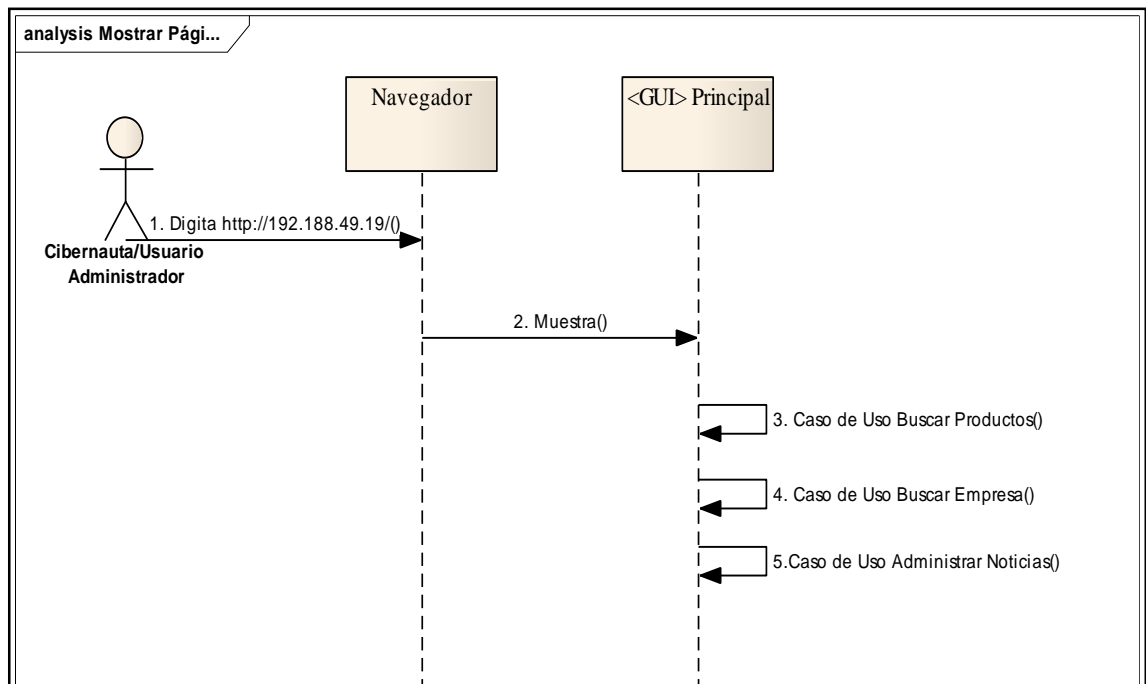 analysis Mostrar Pági...
Navegador
<GUI> Principal
1. Digita http://192.188.49.19/()
Cibernauta/Usuario
Administrador
2. Muestra()
3. Caso de Uso Buscar Productos()
4. Caso de Uso Buscar Empresa()
5.Caso de Uso Administrar Noticias()